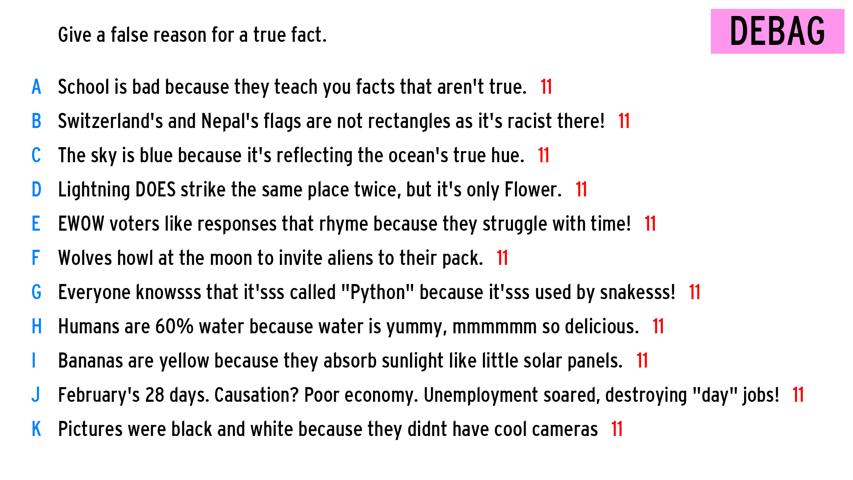 Give a false reason for a true fact.
DEBAG
A School is bad because they teach you facts that aren't true. 11
B Switzerland's and Nepal's flags are not rectangles as it's racist there! 11
C The sky is blue because it's reflecting the ocean's true hue. 11
D Lightning DOES strike the same place twice, but it's only Flower. 11
E EWOW voters like responses that rhyme because they struggle with time! 11
F Wolves howl at the moon to invite aliens to their pack. 11
G Everyone knowsss that it'sss called "Python" because it'sss used by snakesss! 11
H Humans are 60% water because water is yummy, mmmmmm so delicious. 11
I Bananas are yellow because they absorb sunlight like little solar panels. 11
J February's 28 days. Causation? Poor economy. Unemployment soared, destroying "day" jobs! 11
K Pictures were black and white because they didnt have cool cameras 11